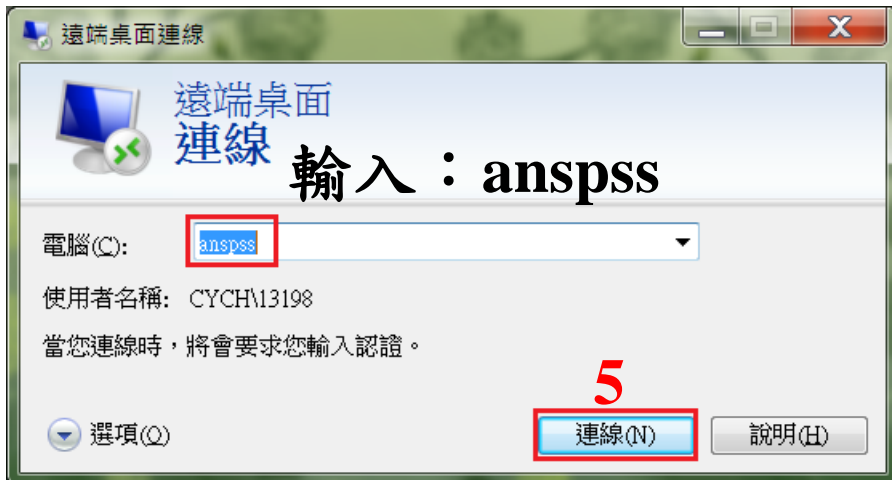 遠端桌面連線
遠端桌面
連線
輸入：anspss
電腦(C): anspss
使用者名稱: CYCH\13198
當您連線時，將會要求您輸入認證。
5
選項(O) 連線(N) 說明(H)